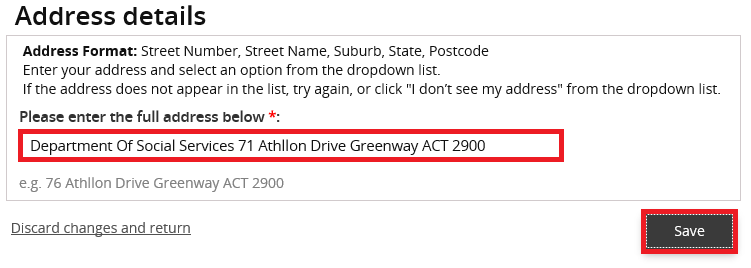 Address details
Address Format: Street Number, Street Name, Suburb, State, Postcode
Enter your address and select an option from the dropdown list.
If the address does not appear in the list, try again, or click "I don't see my address" from the dropdown list.
Please enter the full address below *:
Department Of Social Services 71 Athllon Drive Greenway ACT 2900
e.g. 76 Athllon Drive Greenway ACT 2900
Discard changes and return
Save